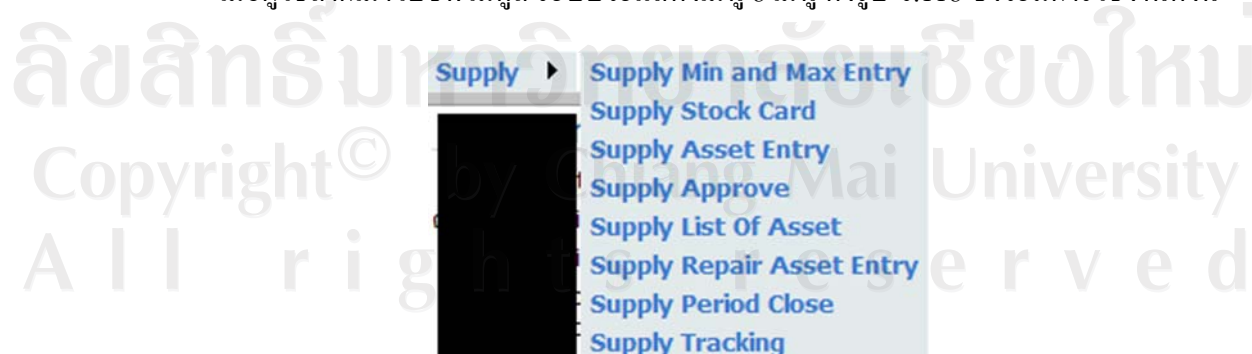 ลิขสิทธิ์มหาวิทยาลัยเชียงใหม่
Supply
Supply Min and Max Entry
Supply Stock Card
Supply Asset Entry
Supply Approve
Supply List Of Asset
Supply Repair Asset Entry
Supply Period Close
Supply Tracking
Copyright© by Chiang Mai University
All rights reserved